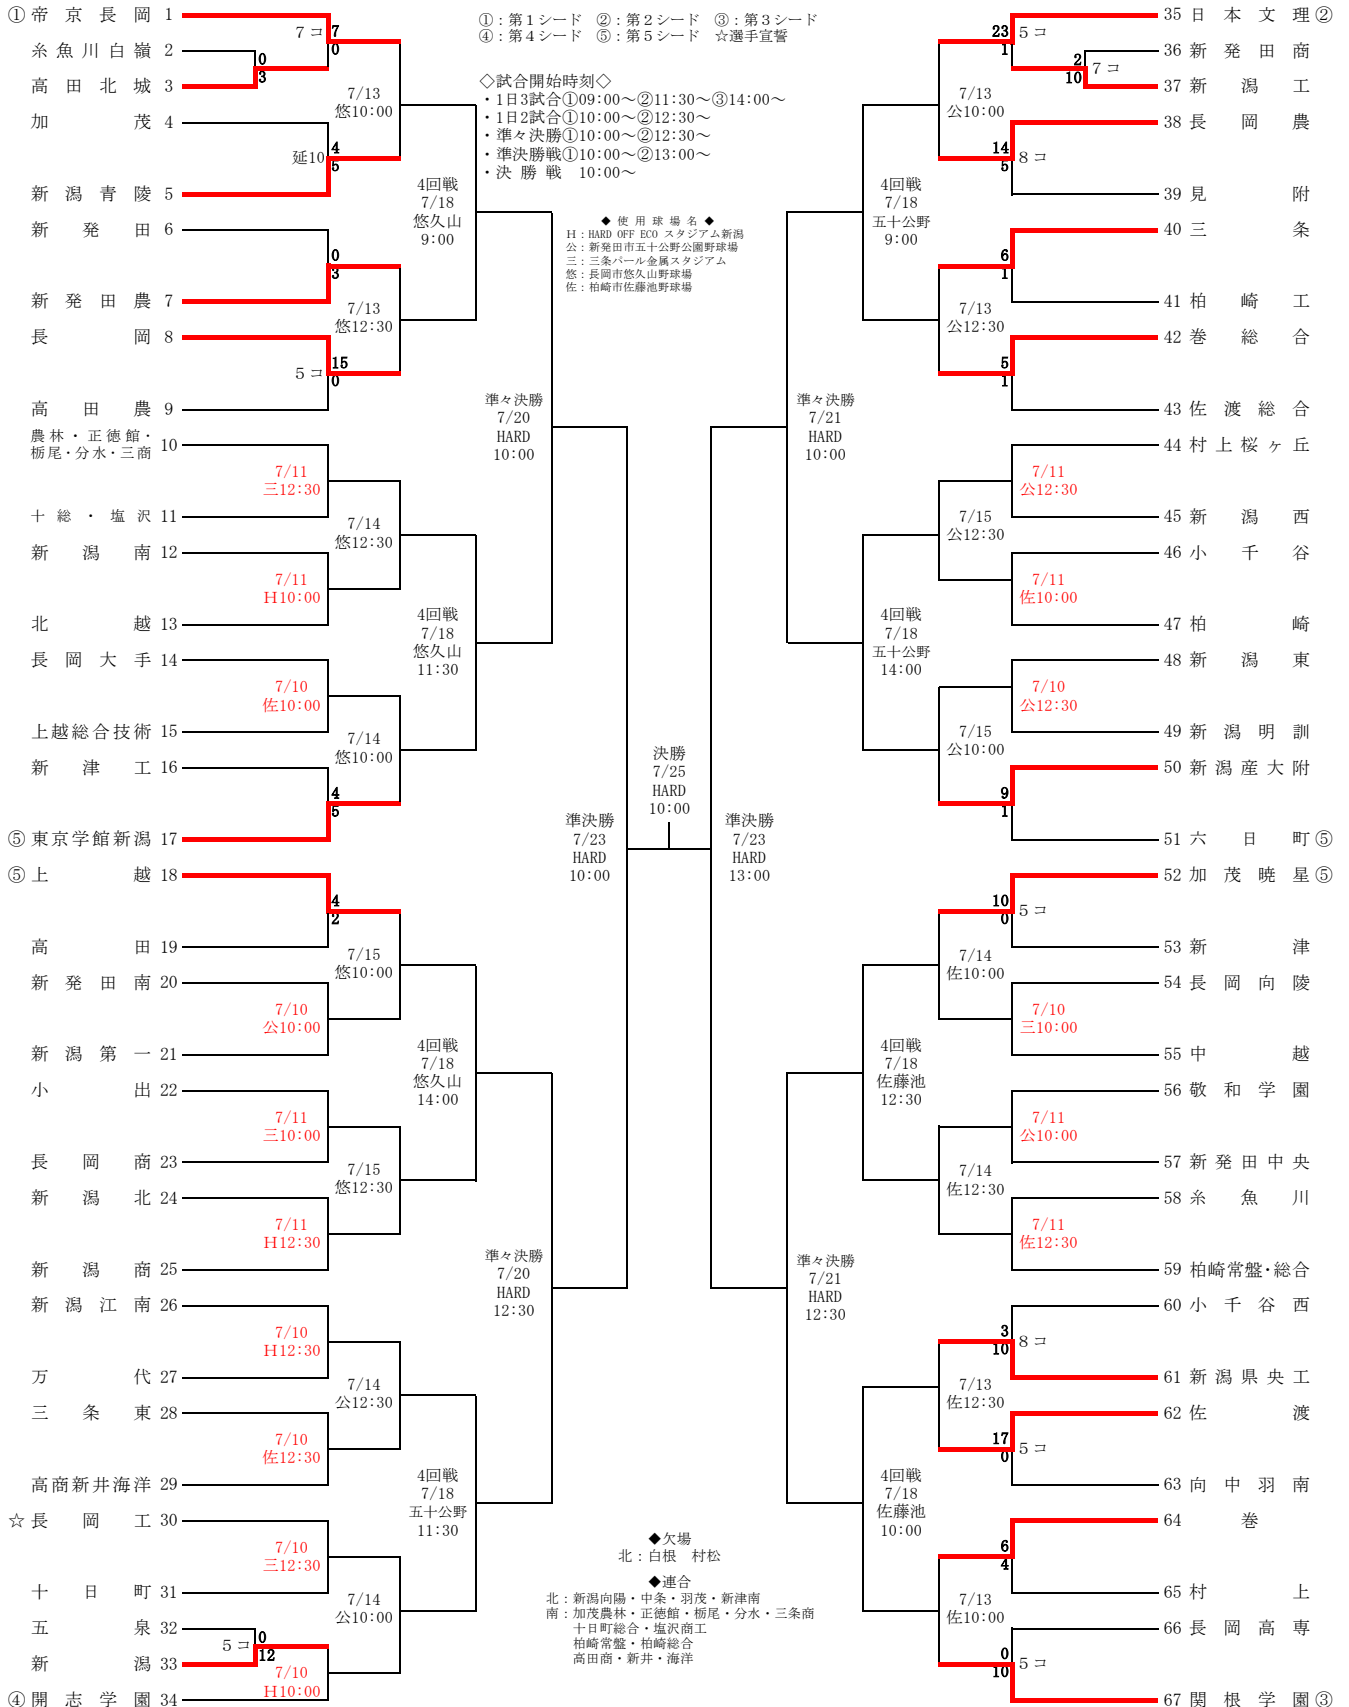 ①：第１シード　②：第２シード　③：第３シード
④：第４シード　⑤：第５シード　☆選手宣誓
◇試合開始時刻◇
・1日3試合①09:00～②11:30～③14:00～
・1日2試合①10:00～②12:30～
・準々決勝①10:00～②12:30～
・準決勝戦①10:00～②13:00～
・決 勝 戦　10:00～
◆ 使 用 球 場 名 ◆
H：HARD OFF ECO スタジアム新潟
公：新発田市五十公野公園野球場
三：三条パール金属スタジアム
悠：長岡市悠久山野球場
佐：柏崎市佐藤池野球場
① 帝京長岡 1
糸魚川白嶺 2
高田北城 3
加茂 4
新潟青陵 5
新発田 6
新発田農 7
長岡 8
高田農 9
農林・正徳館・
栃尾・分水・三商 10
十総・塩沢 11
新潟南 12
北越 13
長岡大手 14
上越総合技術 15
新津工 16
⑤ 東京学館新潟 17
⑤ 上越 18
高田 19
新発田南 20
新潟第一 21
小出 22
長岡商 23
新潟北 24
新潟商 25
新潟江南 26
万代 27
三条東 28
高商新井海洋 29
☆ 長岡工 30
十日町 31
五泉 32
新潟 33
④ 開志学園 34
7コ 7
0
0
3
延10 4
5
0
3
5コ 15
0
7/11
三12:30
7/11
H10:00
7/10
佐10:00
4
5
4
2
7/10
公10:00
7/11
三10:00
7/11
H12:30
7/10
H12:30
7/10
佐12:30
7/10
三12:30
5コ 0
12
7/10
H10:00
7/13
悠10:00
7/13
悠12:30
7/14
悠12:30
7/14
悠10:00
7/15
悠10:00
7/15
悠12:30
7/14
公12:30
7/14
公10:00
4回戦
7/18
悠久山
9:00
4回戦
7/18
悠久山
11:30
4回戦
7/18
悠久山
14:00
4回戦
7/18
五十公野
11:30
準々決勝
7/20
HARD
10:00
準々決勝
7/20
HARD
12:30
準決勝
7/23
HARD
10:00
決勝
7/25
HARD
10:00
準決勝
7/23
HARD
13:00
準々決勝
7/21
HARD
10:00
準々決勝
7/21
HARD
12:30
4回戦
7/18
五十公野
9:00
4回戦
7/18
五十公野
14:00
4回戦
7/18
佐藤池
12:30
4回戦
7/18
佐藤池
10:00
7/13
公10:00
7/13
公12:30
7/15
公12:30
7/15
公10:00
7/14
佐10:00
7/14
佐12:30
7/13
佐12:30
7/13
佐10:00
23 5コ
1
2
10 7コ
14
5 8コ
6
1
5
1
7/11
公12:30
7/11
佐10:00
7/10
公12:30
9
1
10
0 5コ
7/10
三10:00
7/11
公10:00
7/11
佐12:30
3
10 8コ
17
0 5コ
6
4
0
10 5コ
35 日本文理 ②
36 新発田商
37 新潟工
38 長岡農
39 見附
40 三条
41 柏崎工
42 巻総合
43 佐渡総合
44 村上桜ヶ丘
45 新潟西
46 小千谷
47 柏崎
48 新潟東
49 新潟明訓
50 新潟産大附
51 六日町 ⑤
52 加茂暁星 ⑤
53 新津
54 長岡向陵
55 中越
56 敬和学園
57 新発田中央
58 糸魚川
59 柏崎常盤・総合
60 小千谷西
61 新潟県央工
62 佐渡
63 向中羽南
64 巻
65 村上
66 長岡高専
67 関根学園 ③
◆欠場
北：白根　村松
◆連合
北：新潟向陽・中条・羽茂・新津南
南：加茂農林・正徳館・栃尾・分水・三条商
十日町総合・塩沢商工
柏崎常盤・柏崎総合
高田商・新井・海洋